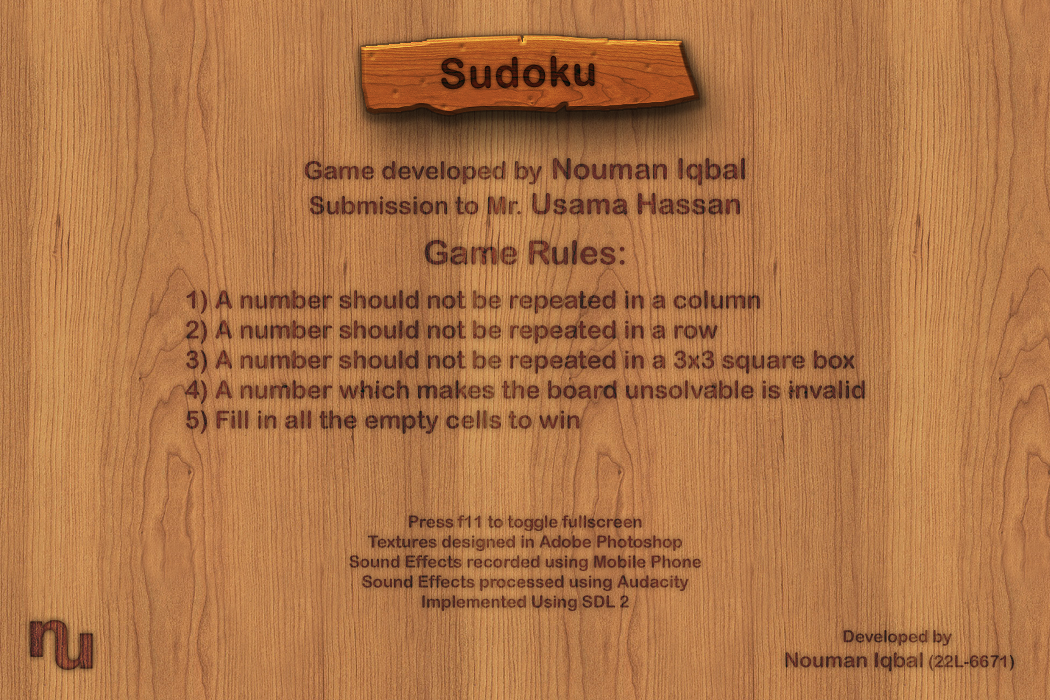 Sudoku
Game developed by Nouman Iqbal
Submission to Mr. Usama Hassan
Game Rules:
1) A number should not be repeated in a column
2) A number should not be repeated in a row
3) A number should not be repeated in a 3x3 square box
4) A number which makes the board unsolvable is invalid
5) Fill in all the empty cells to win
Press f11 to toggle fullscreen
Textures designed in Adobe Photoshop
Sound Effects recorded using Mobile Phone
Sound Effects processed using Audacity
Implemented Using SDL 2
nu
Developed by
Nouman Iqbal (22L-6671)